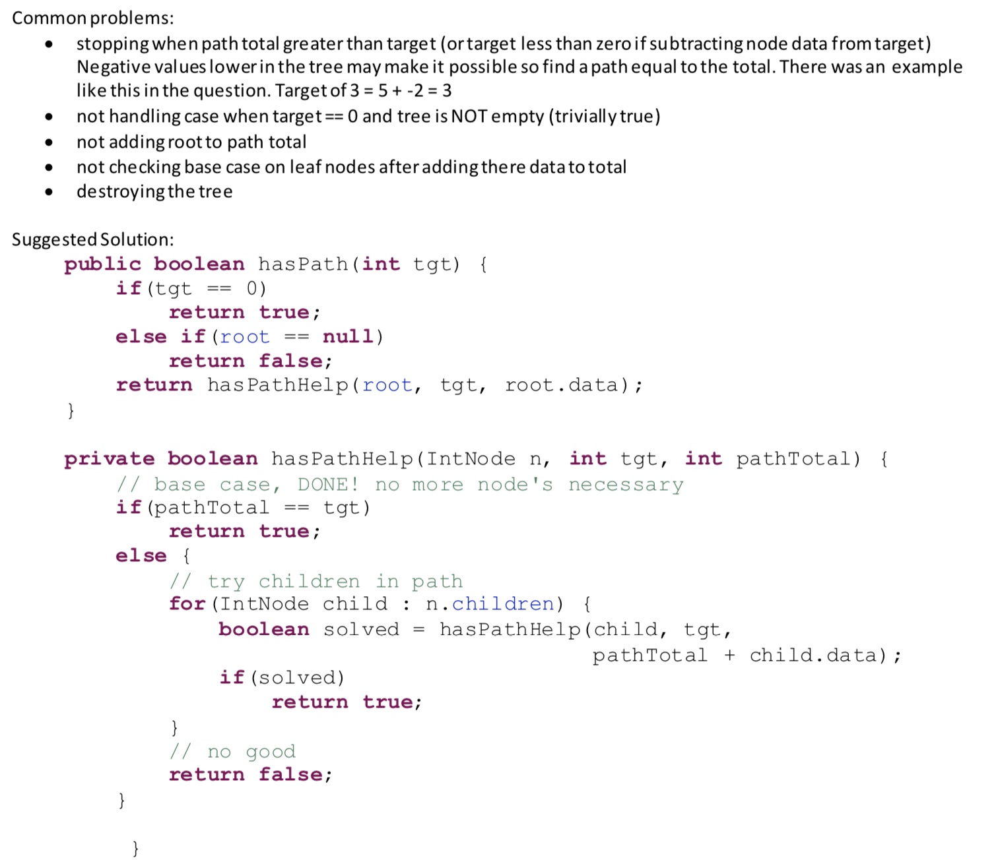 Common problems:
• stopping when path total greater than target (or target less than zero if subtracting node data from target)
Negative values lower in the tree may make it possible so find a path equal to the total. There was an example
like this in the question. Target of 3 = 5 + -2 = 3
• not handling case when target == 0 and tree is NOT empty (trivially true)
• not adding root to path total
• not checking base case on leaf nodes after adding there data to total
• destroying the tree
Suggested Solution:
public boolean hasPath(int tgt) {
if(tgt == 0)
return true;
else if(root == null)
return false;
return hasPathHelp(root, tgt, root.data);
}
private boolean hasPathHelp(IntNode n, int tgt, int pathTotal) {
// base case, DONE! no more node's necessary
if(pathTotal == tgt)
return true;
else {
// try children in path
for(IntNode child : n.children) {
boolean solved = hasPathHelp(child, tgt,
pathTotal + child.data);
if(solved)
return true;
}
// no good
return false;
}
}